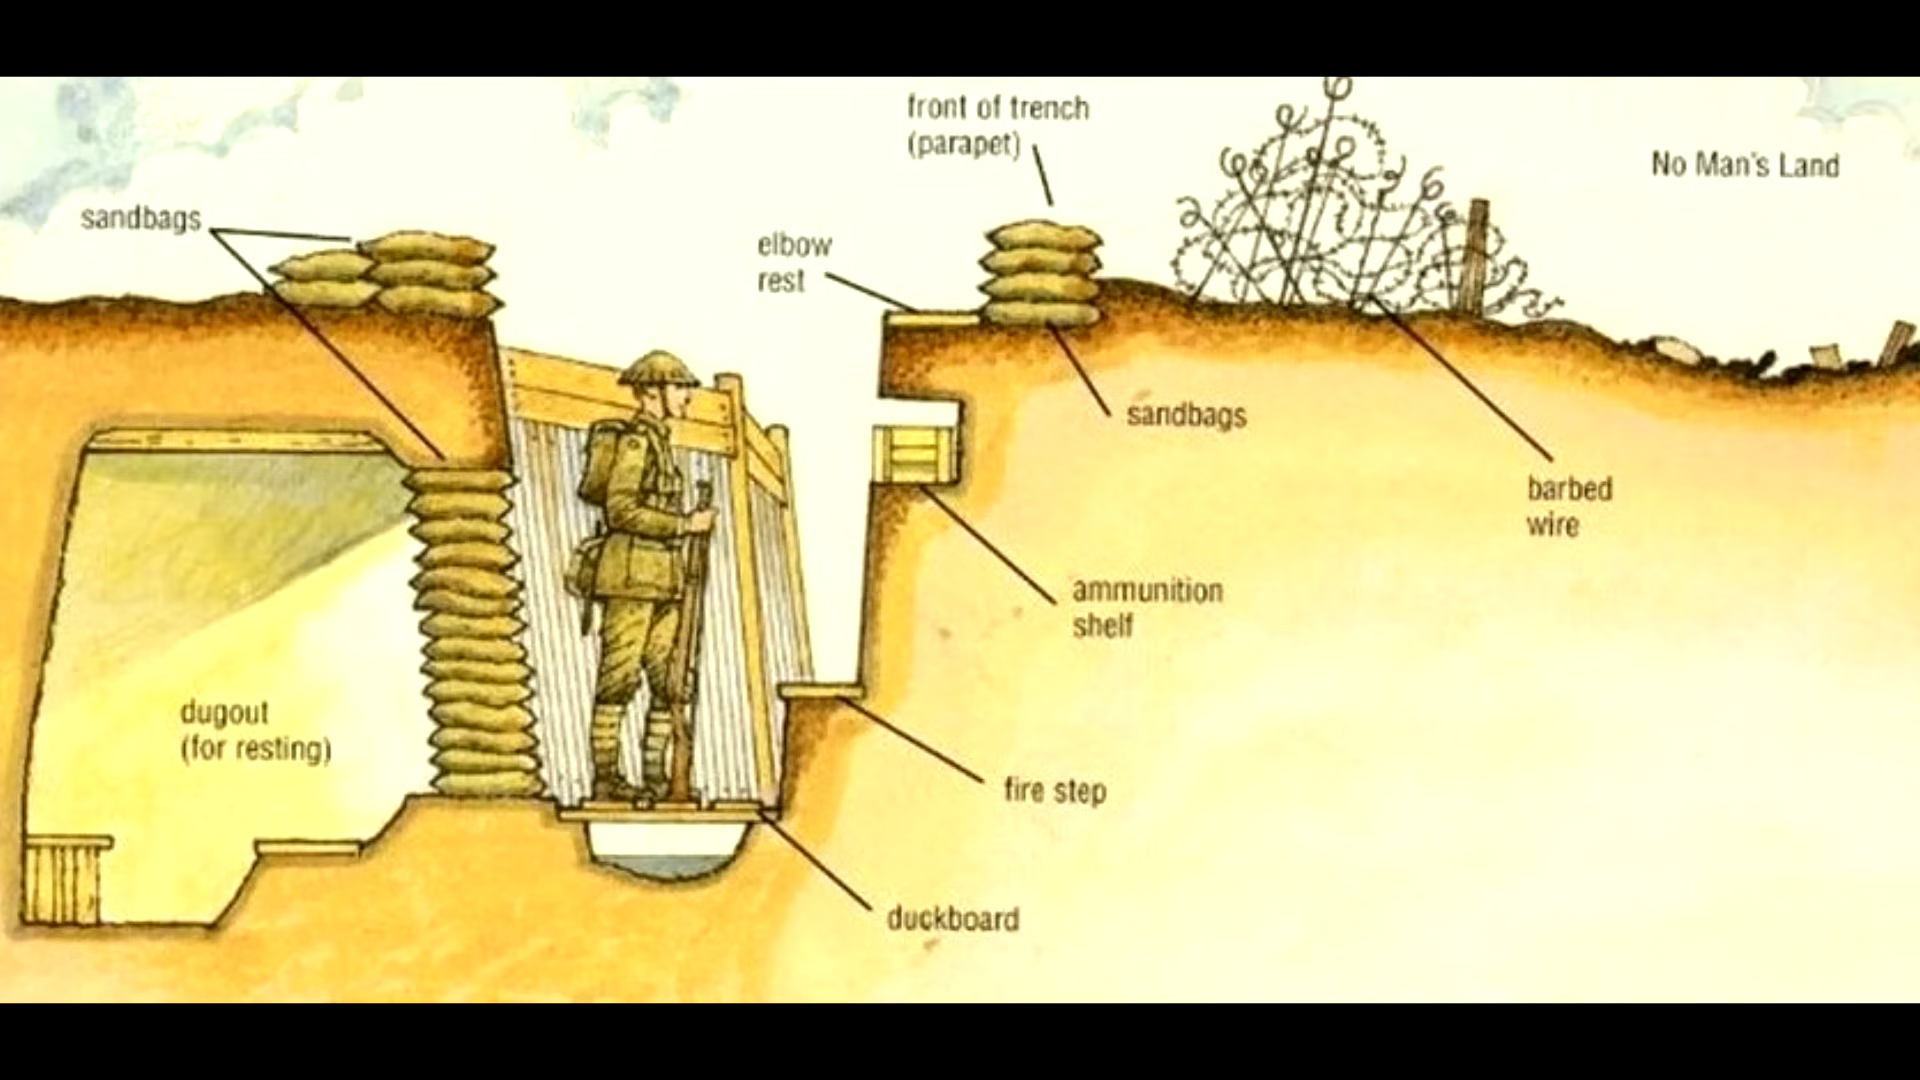 front of trench
(parapet)
No Man's Land
sandbags
elbow
rest
sandbags
barbed
wire
ammunition
shelf
dugout
(for resting)
fire step
duckboard